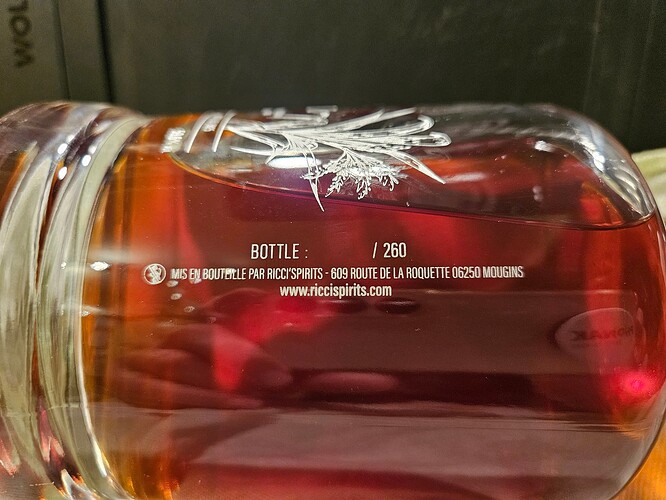 BOTTLE : / 260
MIS EN BOUTEILLE PAR RICCI'SPIRITS - 609 ROUTE DE LA ROQUETTE 06250 MOUGINS
www.riccispirits.com